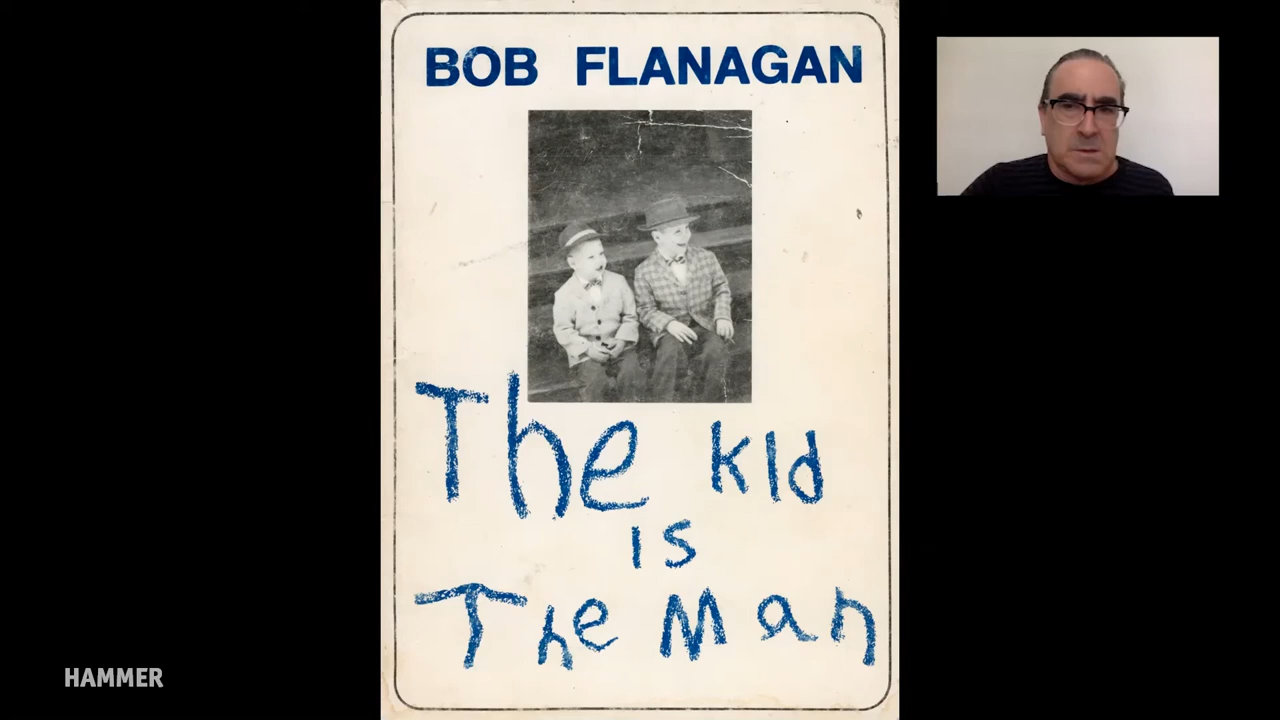 BOB FLANAGAN
The kId
is
The Man
HAMMER